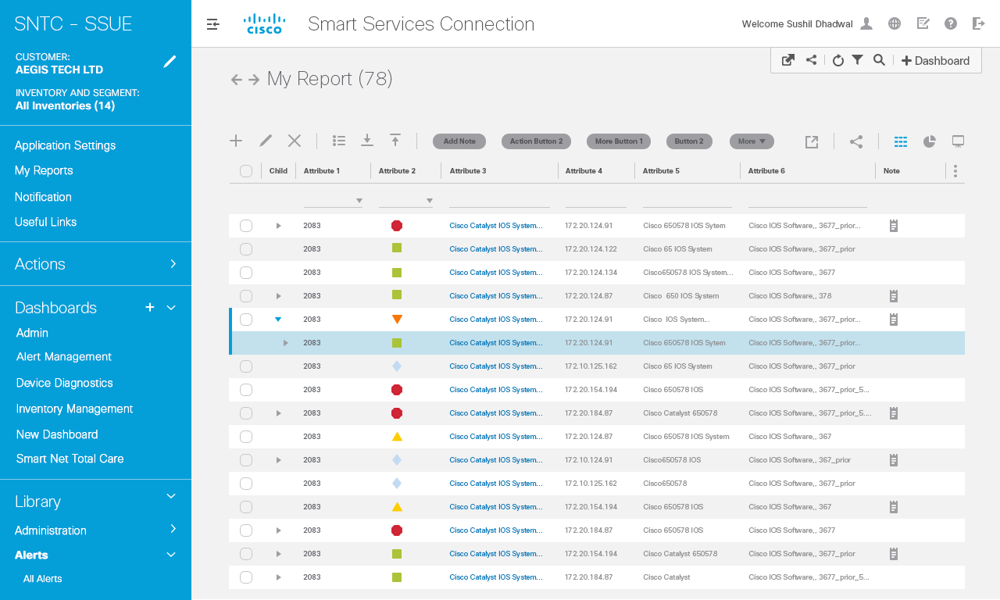 SNTC – SSUE
CUSTOMER:
AEGIS TECH LTD
INVENTORY AND SEGMENT:
All Inventories (14)
Application Settings
My Reports
Notification
Useful Links
Actions
Dashboards
Admin
Alert Management
Device Diagnostics
Inventory Management
New Dashboard
Smart Net Total Care
Library
Administration
Alerts
All Alerts
CISCO Smart Services Connection Welcome Sushil Dhadwal
Dashboard
My Report (78)
Add Note Action Button 2 More Button 1 Button 2 More
Child Attribute 1 Attribute 2 Attribute 3 Attribute 4 Attribute 5 Attribute 6 Note
2083 Cisco Catalyst IOS System... 172.20.124.91 Cisco 650578 IOS Sytem Cisco IOS Software,, 3677_prior...
2083 Cisco Catalyst IOS System... 172.20.124.122 Cisco 65 IOS System Cisco IOS Software,, 3677_prior
2083 Cisco Catalyst IOS System... 172.20.124.134 Cisco650578 IOS System... Cisco IOS Software,, 3677
2083 Cisco Catalyst IOS System... 172.20.124.87 Cisco 650 IOS System Cisco IOS Software,, 378
2083 Cisco Catalyst IOS System... 172.20.124.91 Cisco IOS System... Cisco IOS Software,, 3677_prior...
2083 Cisco Catalyst IOS System... 172.20.124.91 Cisco 650578 IOS Sytem Cisco IOS Software,, 3677_prior...
2083 Cisco Catalyst IOS System... 172.10.125.162 Cisco 65 IOS System Cisco IOS Software,, 3677_prior
2083 Cisco Catalyst IOS System... 172.20.154.194 Cisco 650578 IOS Cisco IOS Software,, 3677_prior_5...
2083 Cisco Catalyst IOS System... 172.20.184.87 Cisco Catalyst 650578 Cisco IOS Software,, 3677_prior_5....
2083 Cisco Catalyst IOS System... 172.20.124.87 Cisco 650578 IOS System Cisco IOS Software,, 367
2083 Cisco Catalyst IOS System... 172.10.124.91 Cisco650578 IOS Cisco IOS Software,, 367_prior
2083 Cisco Catalyst IOS System... 172.10.125.162 Cisco650578 Cisco IOS Software,, 3677_prior
2083 Cisco Catalyst IOS System... 172.20.154.194 Cisco 650578 IOS Cisco IOS Software,, 367
2083 Cisco Catalyst IOS System... 172.20.184.87 Cisco 650578 IOS Cisco IOS Software,, 3677
2083 Cisco Catalyst IOS System... 172.20.154.194 Cisco Catalyst 650578 Cisco IOS Software,, 3677_prior
2083 Cisco Catalyst IOS System... 172.20.184.87 Cisco Catalyst Cisco IOS Software,, 3677_prior_5...